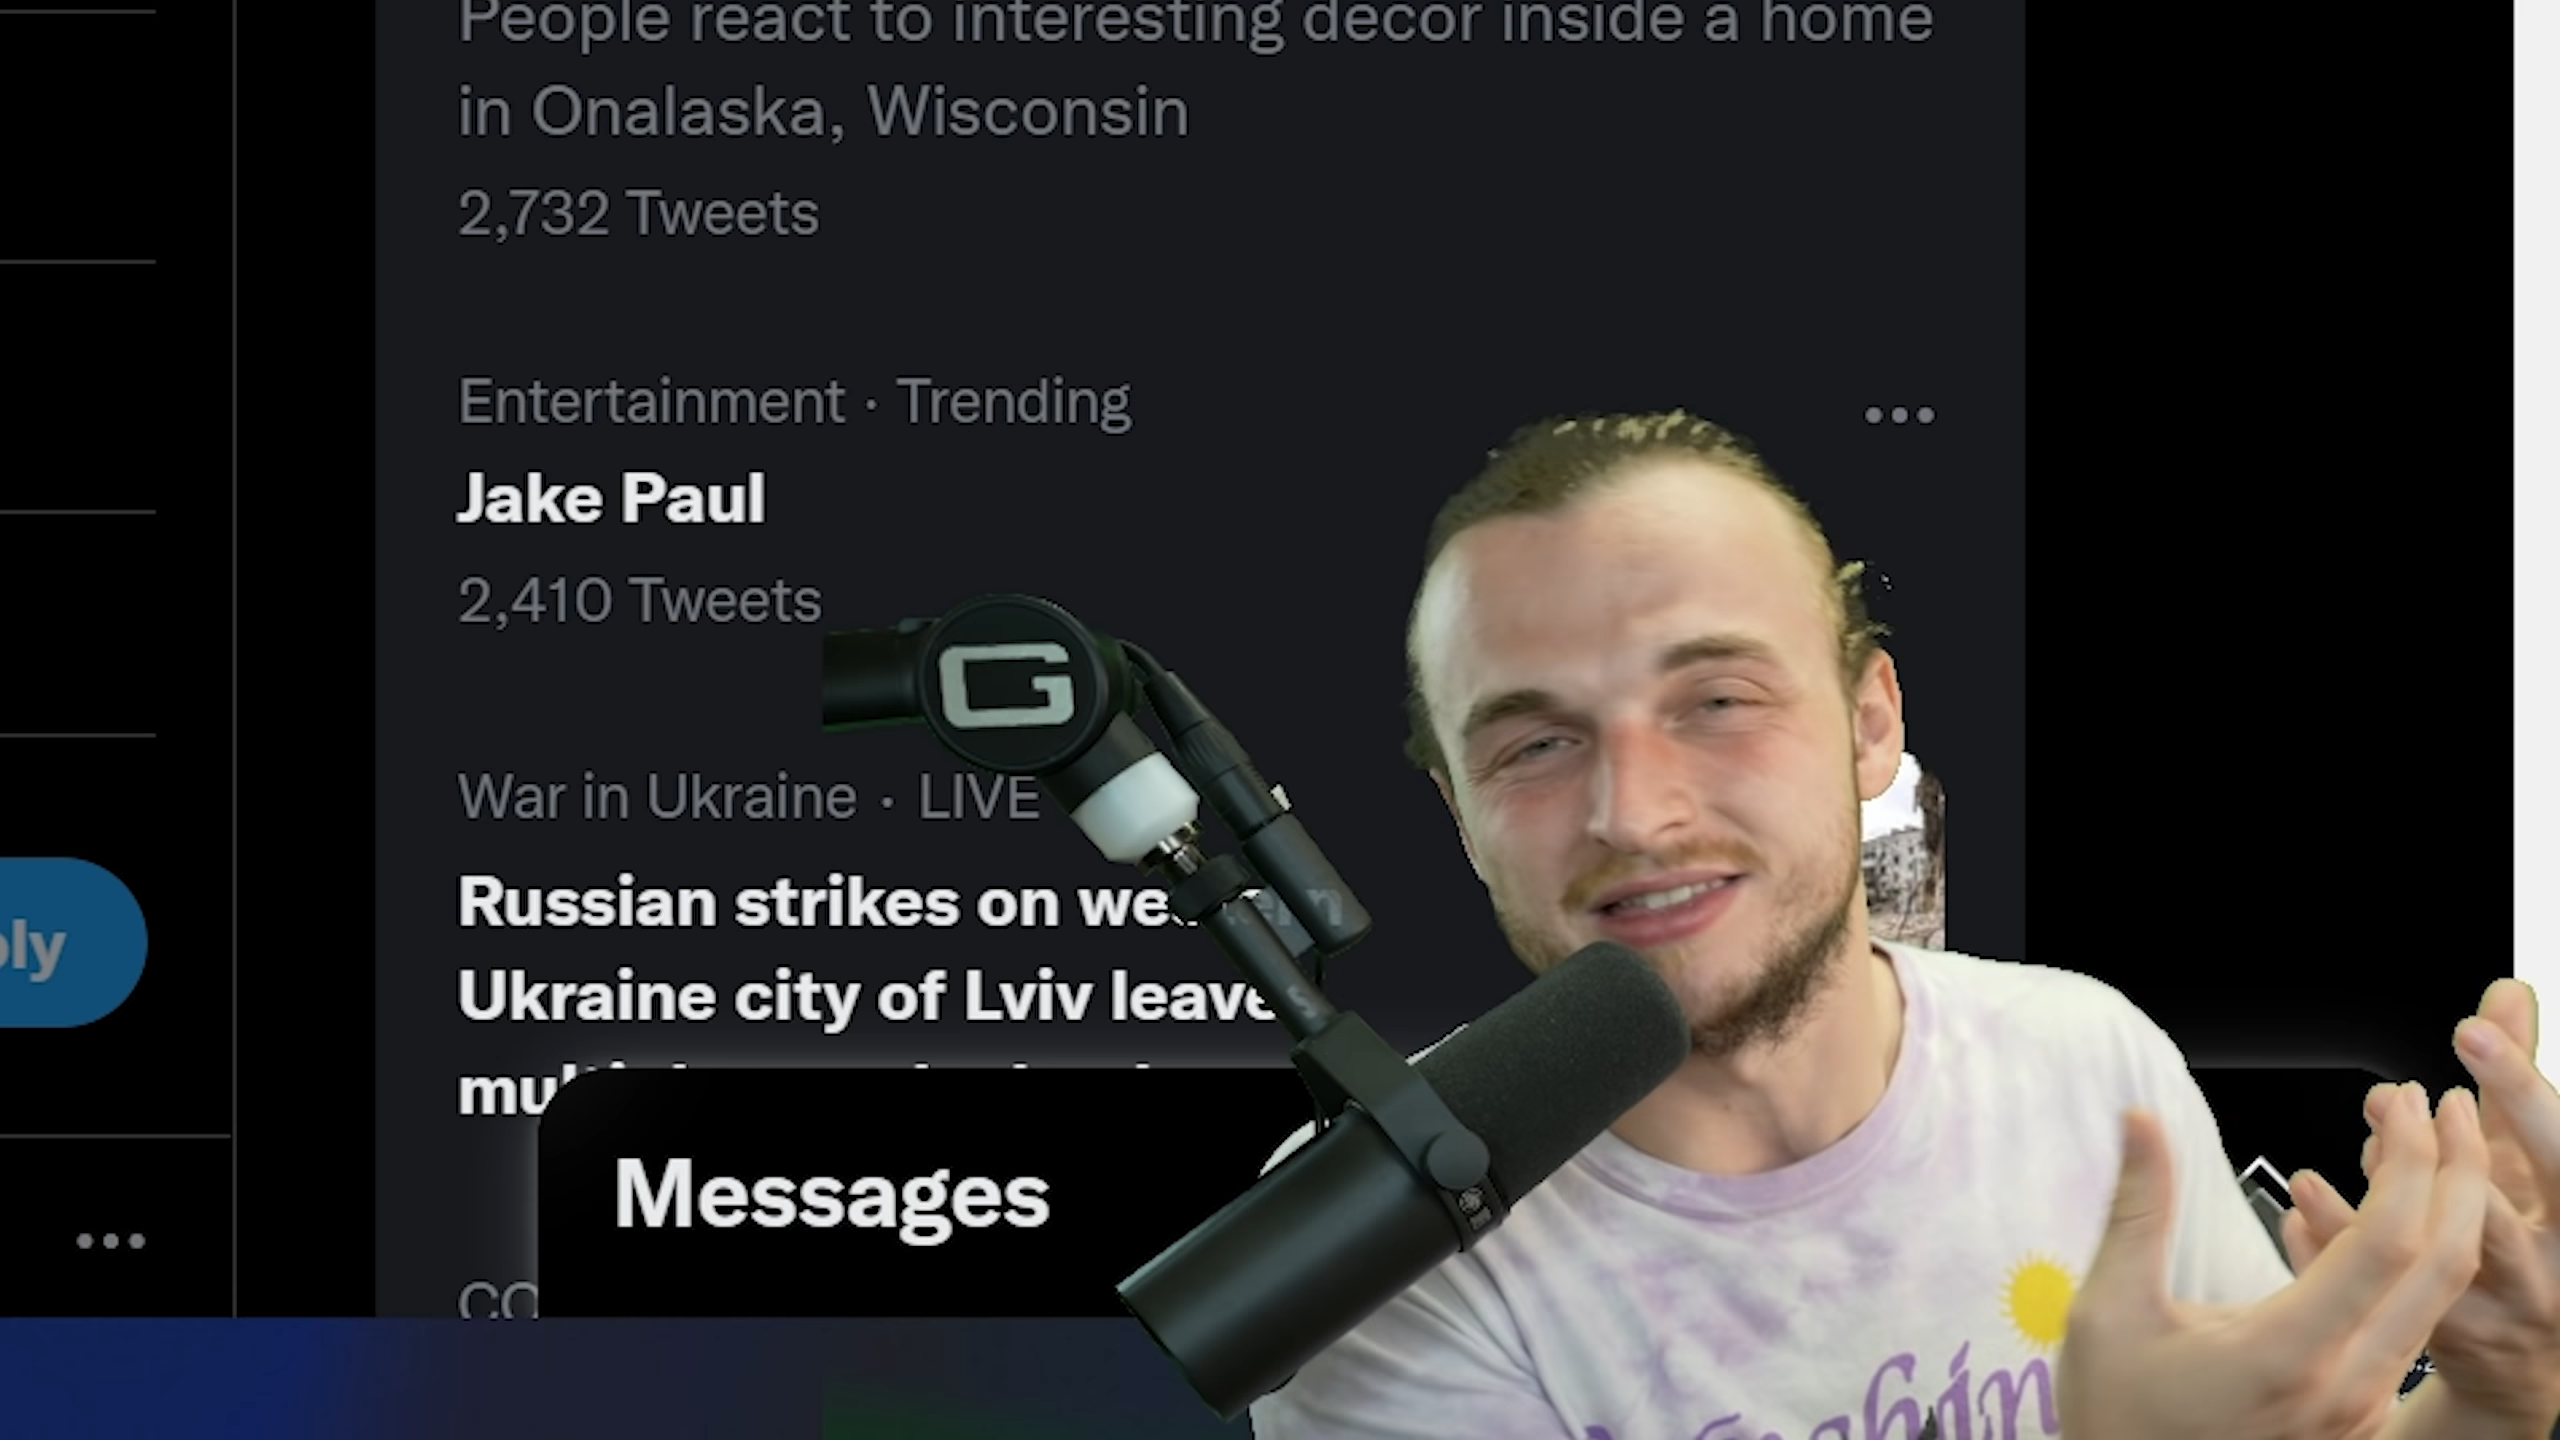 People react to interesting decor inside a home
in Onalaska, Wisconsin
2,732 Tweets
Entertainment · Trending
Jake Paul
2,410 Tweets
War in Ukraine · LIVE
Russian strikes on western
Ukraine city of Lviv leave
Messages
G